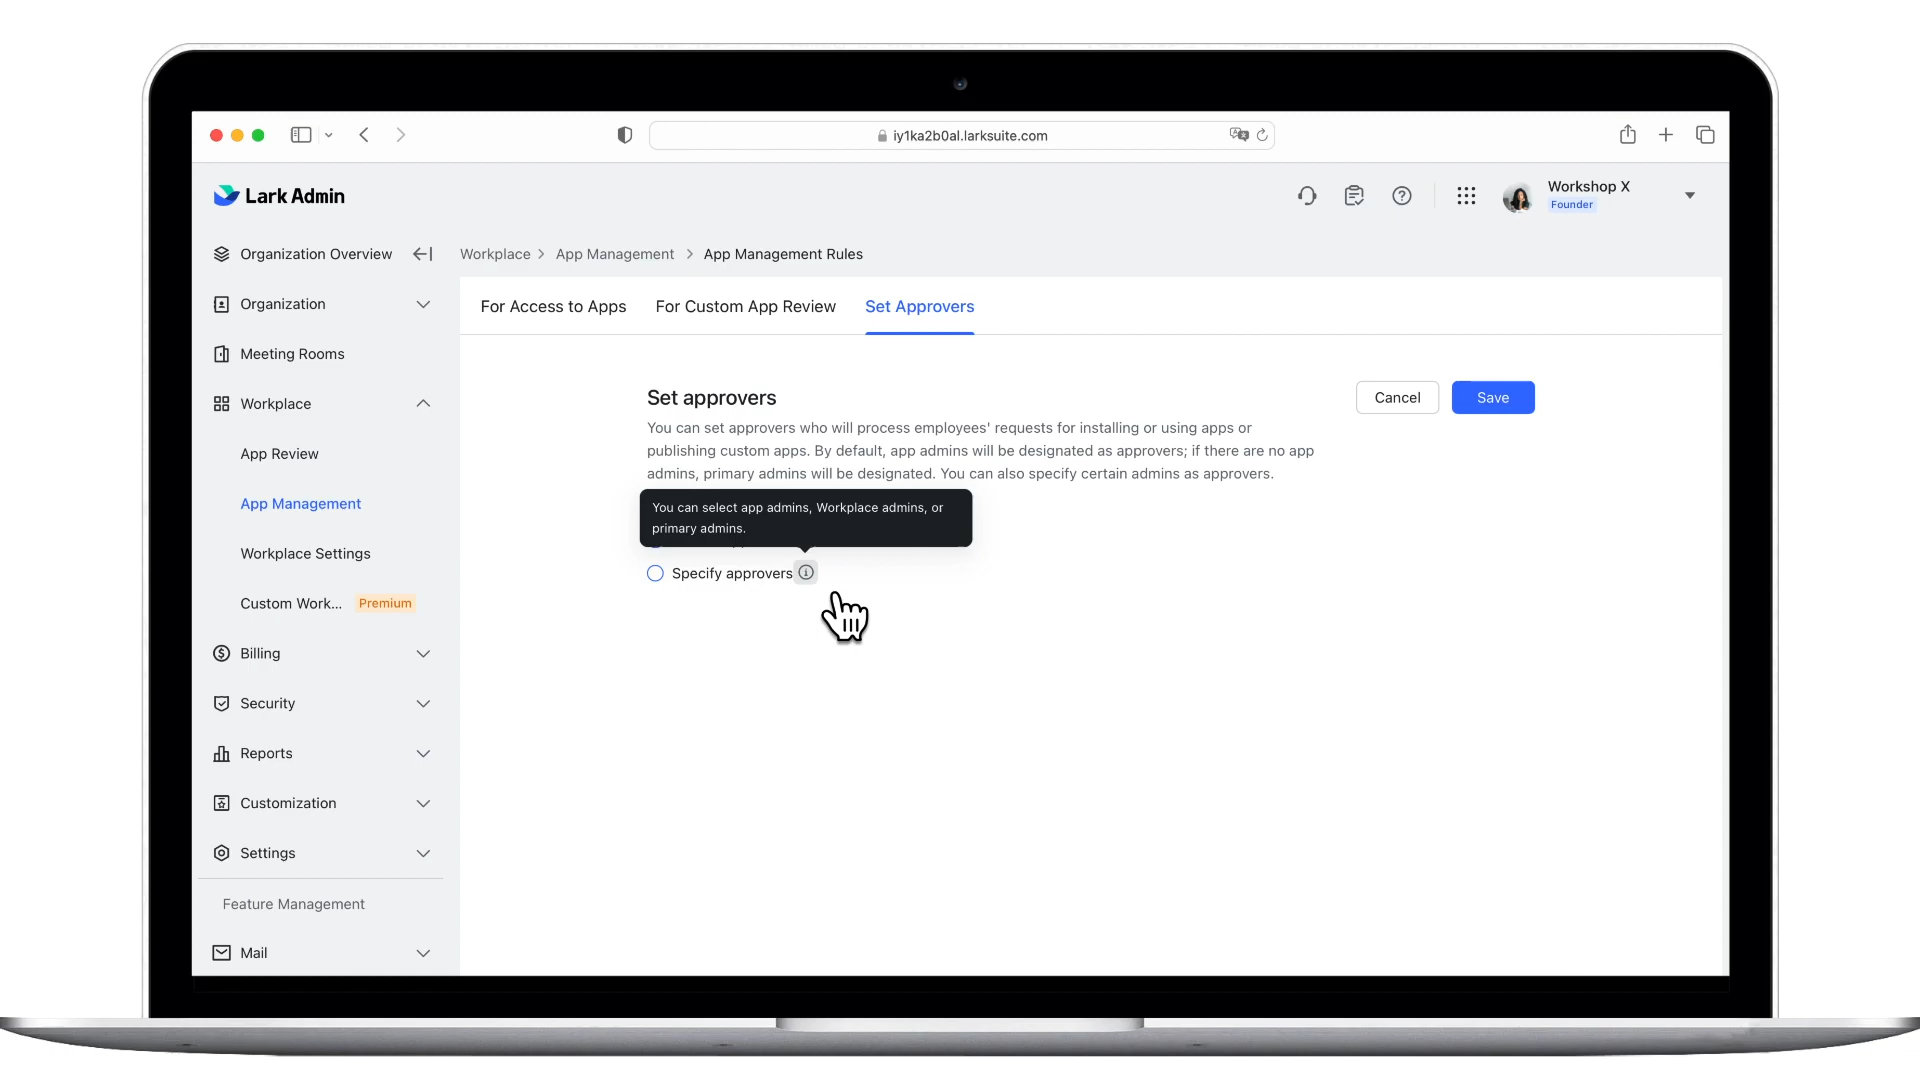 iy1ka2b0al.larksuite.com
Lark Admin
Workshop X
Founder
Organization Overview
Workplace > App Management > App Management Rules
Organization
For Access to Apps
For Custom App Review
Set Approvers
Meeting Rooms
Workplace
Set approvers
Cancel
Save
You can set approvers who will process employees' requests for installing or using apps or
publishing custom apps. By default, app admins will be designated as approvers; if there are no app
admins, primary admins will be designated. You can also specify certain admins as approvers.
App Review
App Management
You can select app admins, Workplace admins, or
primary admins.
Workplace Settings
Specify approvers
Custom Work...
Premium
Billing
Security
Reports
Customization
Settings
Feature Management
Mail